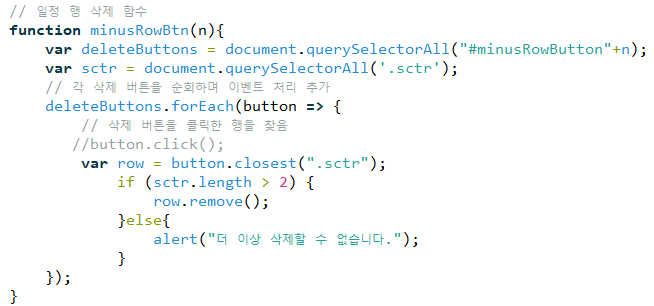 // 일정 행 삭제 함수
function minusRowBtn(n){
    var deleteButtons = document.querySelectorAll("#minusRowButton"+n);
    var sctr = document.querySelectorAll('.sctr');
    // 각 삭제 버튼을 순회하며 이벤트 처리 추가
    deleteButtons.forEach(button => {
        // 삭제 버튼을 클릭한 행을 찾음
       //button.click();
        var row = button.closest(".sctr");
            if (sctr.length > 2) {
                row.remove();
            }else{
                alert("더 이상 삭제할 수 없습니다.");
            }
    });
}